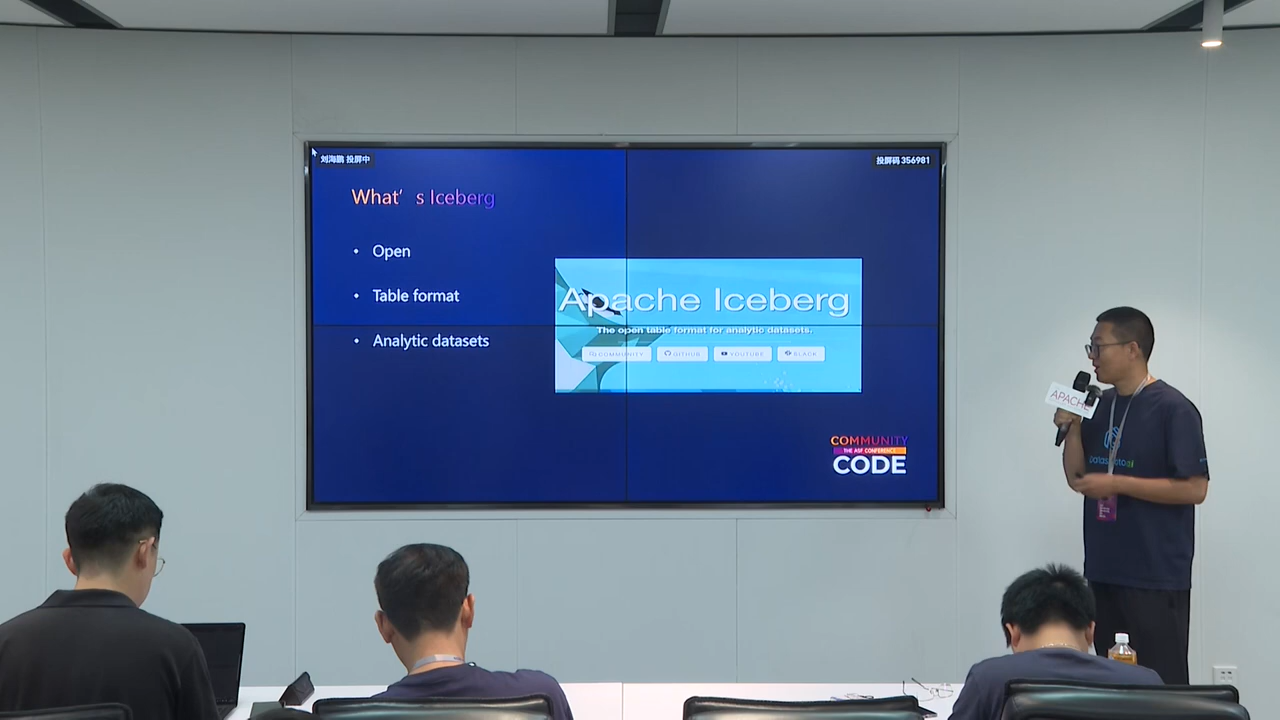 刘海鹏 投屏中
投屏码 356981
What's Iceberg
• Open
• Table format
• Analytic datasets
Apache Iceberg
The open table format for analytic datasets.
COMMUNITY
GITHUB
YOUTUBE
SLACK
COMMUNITY
THE ASF CONFERENCE
CODE
APACHE